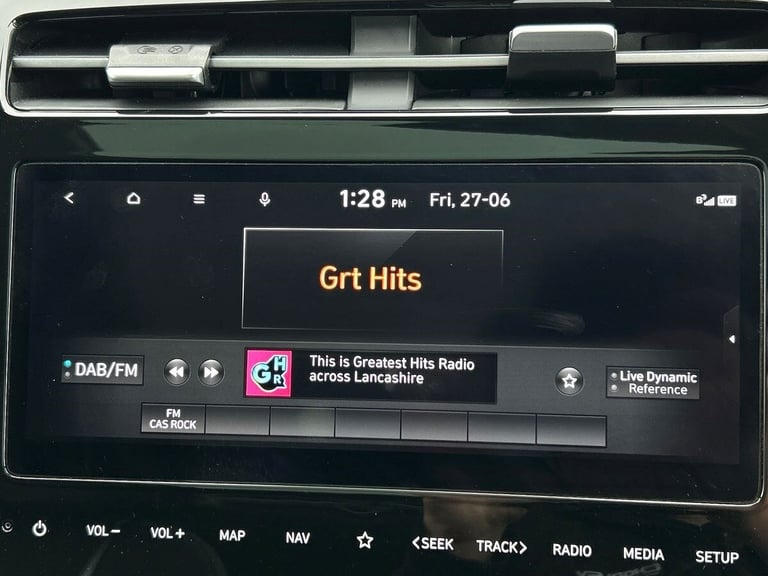 1:28 PM Fri, 27-06
LIVE
Grt Hits
DAB/FM
GHR
This is Greatest Hits Radio
across Lancashire
Live Dynamic
Reference
FM
CAS ROCK
VOL− VOL+ MAP NAV <SEEK TRACK> RADIO MEDIA SETUP